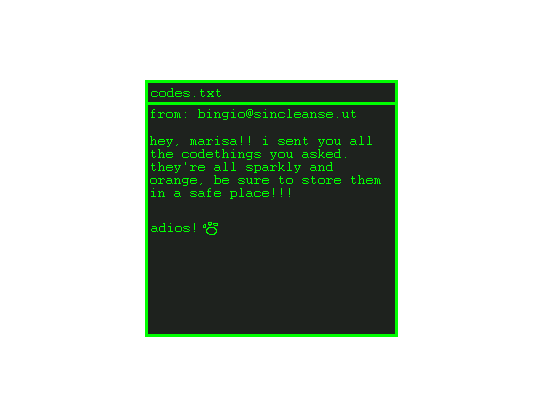 codes.txt
from: bingio@sincleanse.ut
hey, marisa!! i sent you all
the codethings you asked.
they're all sparkly and
orange, be sure to store them
in a safe place!!!
adios!